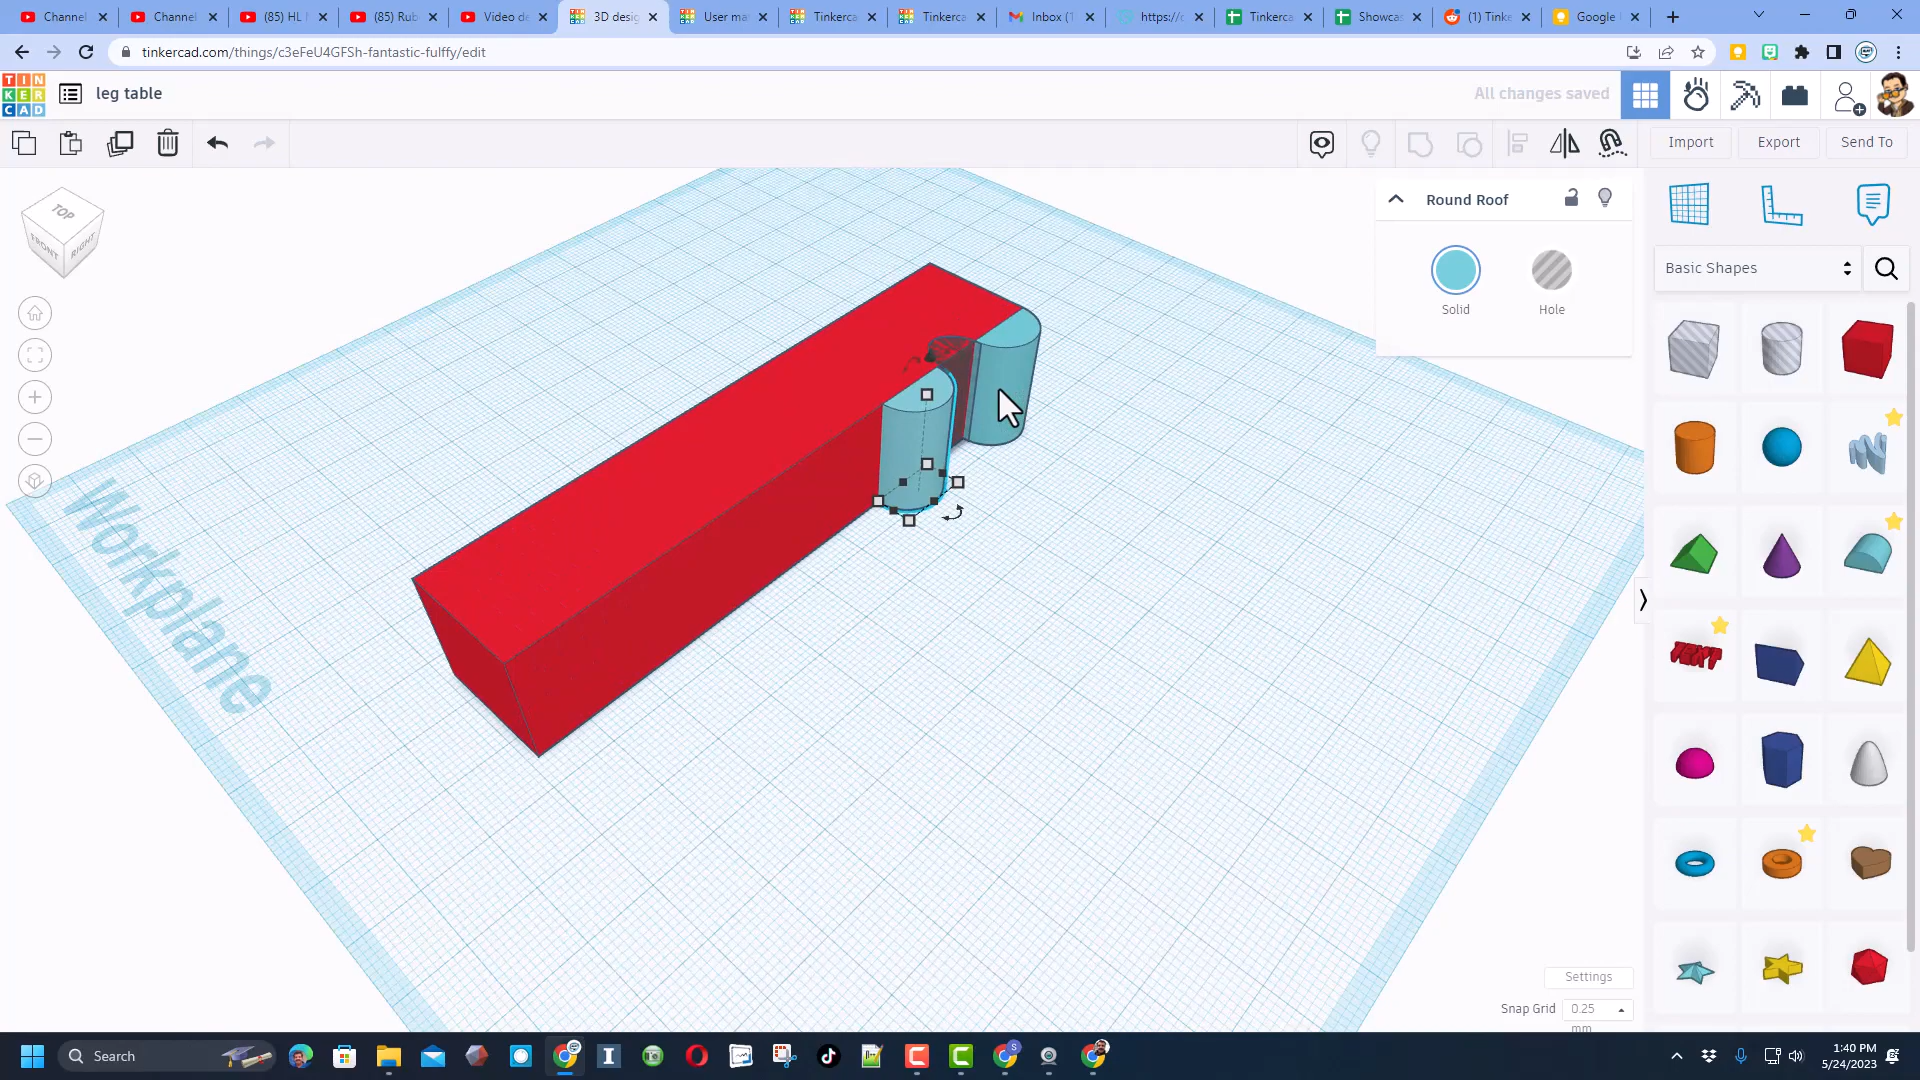 Channel
Channel
(85) HL
(85) Rub
Video de
3D desig
User ma
Tinkerca
Tinkerca
Inbox (1
https://c
Tinkerca
Showcas
(1) Tinke
Google
tinkercad.com/things/c3eFeU4GFSh-fantastic-fulffy/edit
TIN
KER
CAD
leg table
All changes saved
Import
Export
Send To
TOP
FRONT
RIGHT
Round Roof
Solid
Hole
Basic Shapes
Workplane
TEXT
Settings
Snap Grid
0.25
mm
Search
1:40 PM
5/24/2023